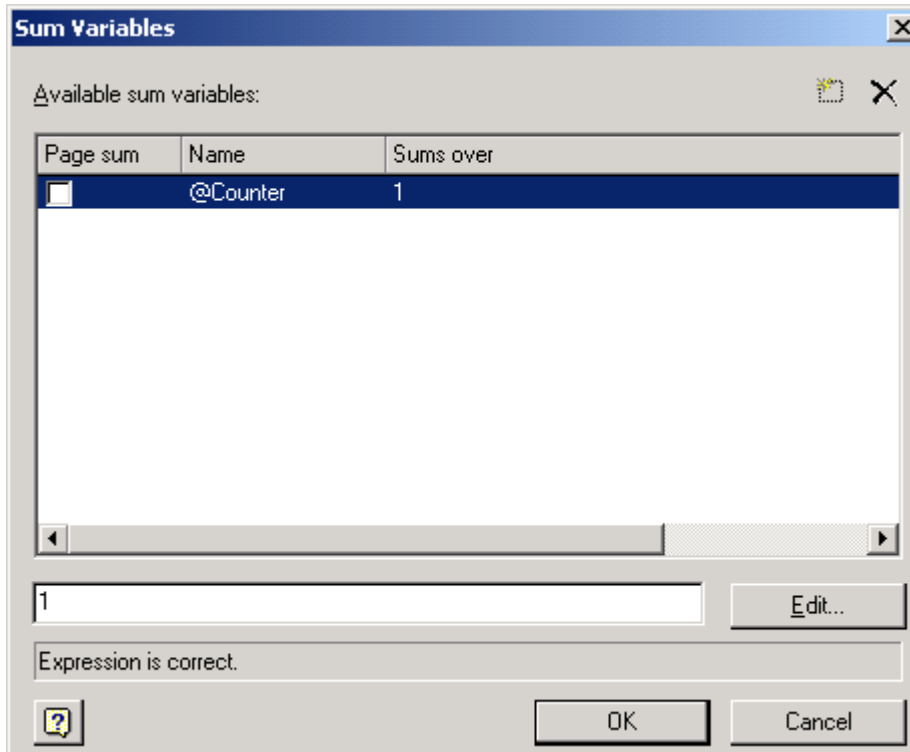 Sum Variables
Available sum variables:
Page sum Name Sums over
@Counter 1
1 Edit...
Expression is correct.
OK Cancel